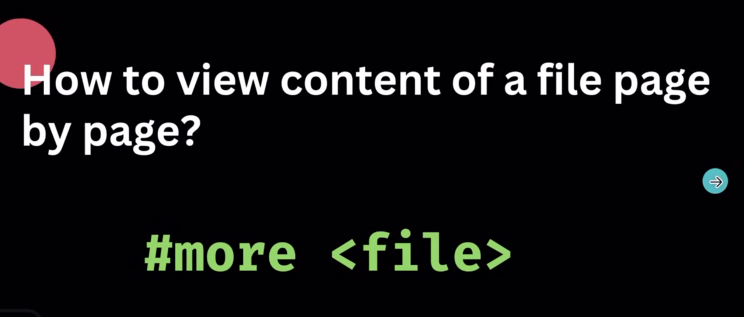 How to view content of a file page
by page?
#more <file>